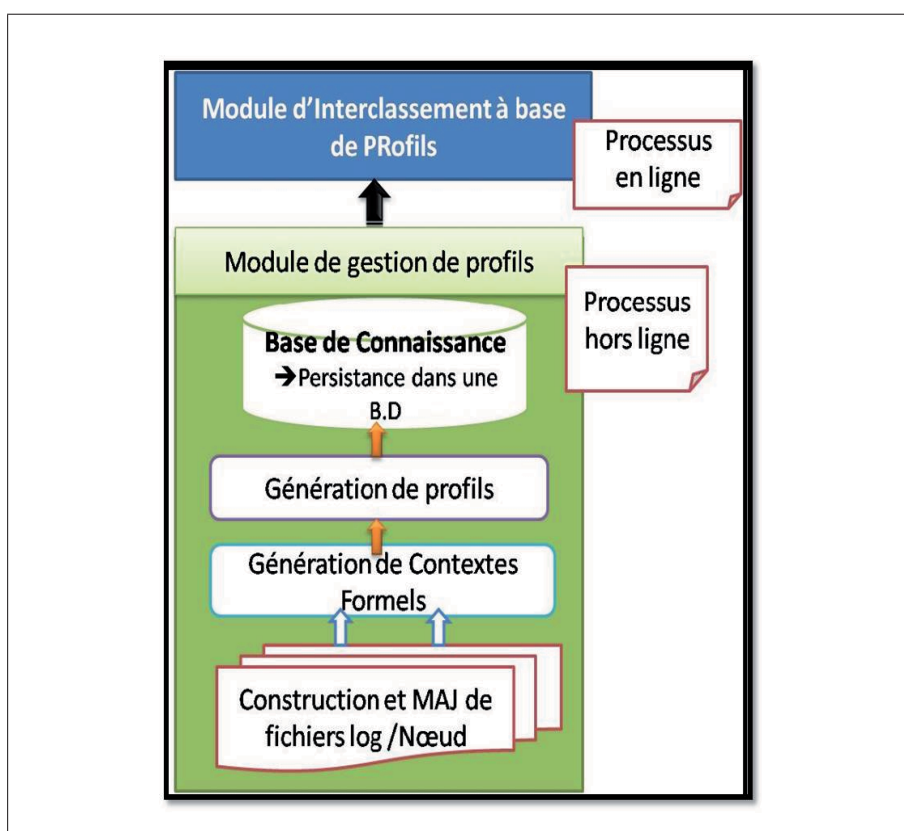 Module d'Interclassement à base
de PRofils
Processus
en ligne
Module de gestion de profils
Processus
hors ligne
Base de Connaissance
➔Persistance dans une
B.D
Génération de profils
Génération de Contextes
Formels
Construction et MAJ de
fichiers log /Nœud